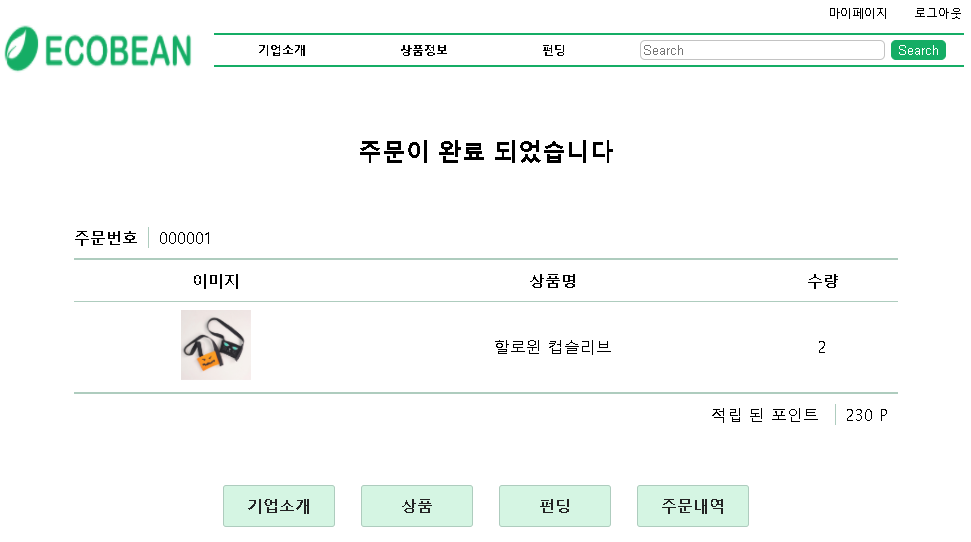 마이페이지 로그아웃
ECOBEAN 기업소개 상품정보 펀딩 Search Search
주문이 완료 되었습니다
주문번호 000001
이미지 상품명 수량
할로윈 컵슬리브 2
적립 된 포인트 230 P
기업소개 상품 펀딩 주문내역